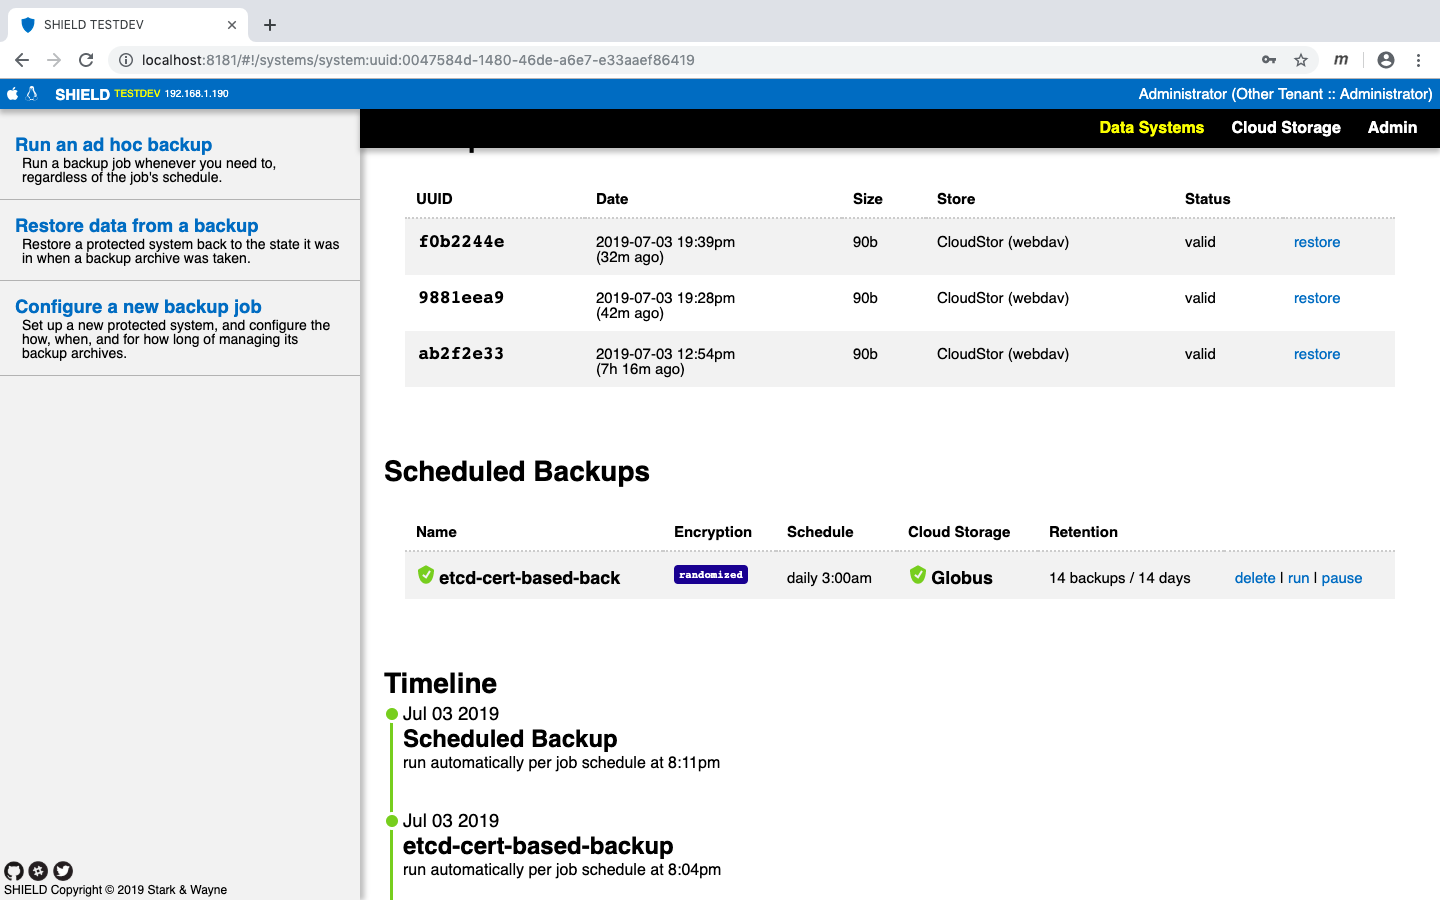 SHIELD TESTDEV
localhost:8181/#!/systems/system:uuid:0047584d-1480-46de-a6e7-e33aaef86419
m
SHIELD TESTDEV 192.168.1.190
Administrator (Other Tenant :: Administrator)
Data Systems Cloud Storage Admin
Run an ad hoc backup
Run a backup job whenever you need to,
regardless of the job's schedule.
Restore data from a backup
Restore a protected system back to the state it was
in when a backup archive was taken.
Configure a new backup job
Set up a new protected system, and configure the
how, when, and for how long of managing its
backup archives.
UUID Date Size Store Status
f0b2244e 2019-07-03 19:39pm 90b CloudStor (webdav) valid restore
(32m ago)
9881eea9 2019-07-03 19:28pm 90b CloudStor (webdav) valid restore
(42m ago)
ab2f2e33 2019-07-03 12:54pm 90b CloudStor (webdav) valid restore
(7h 16m ago)
Scheduled Backups
Name Encryption Schedule Cloud Storage Retention
etcd-cert-based-back randomized daily 3:00am Globus 14 backups / 14 days delete | run | pause
Timeline
Jul 03 2019
Scheduled Backup
run automatically per job schedule at 8:11pm
Jul 03 2019
etcd-cert-based-backup
run automatically per job schedule at 8:04pm
SHIELD Copyright © 2019 Stark & Wayne